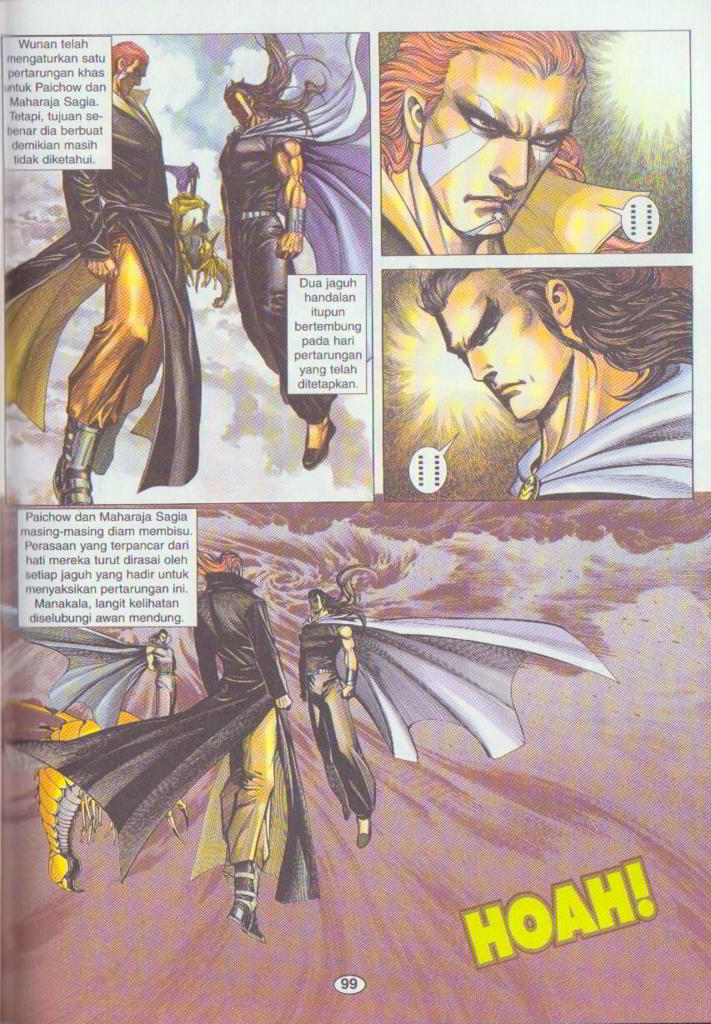 Wunan telah
mengaturkan satu
pertarungan khas
untuk Paichow dan
Maharaja Sagia.
Tetapi, tujuan se-
benar dia berbuat
demikian masih
tidak diketahui.
Dua jaguh
handalan
itupun
bertembung
pada hari
pertarungan
yang telah
ditetapkan.
Paichow dan Maharaja Sagia
masing-masing diam membisu.
Perasaan yang terpancar dari
hati mereka turut dirasai oleh
setiap jaguh yang hadir untuk
menyaksikan pertarungan ini.
Manakala, langit kelihatan
diselubungi awan mendung.
HOAH!
99